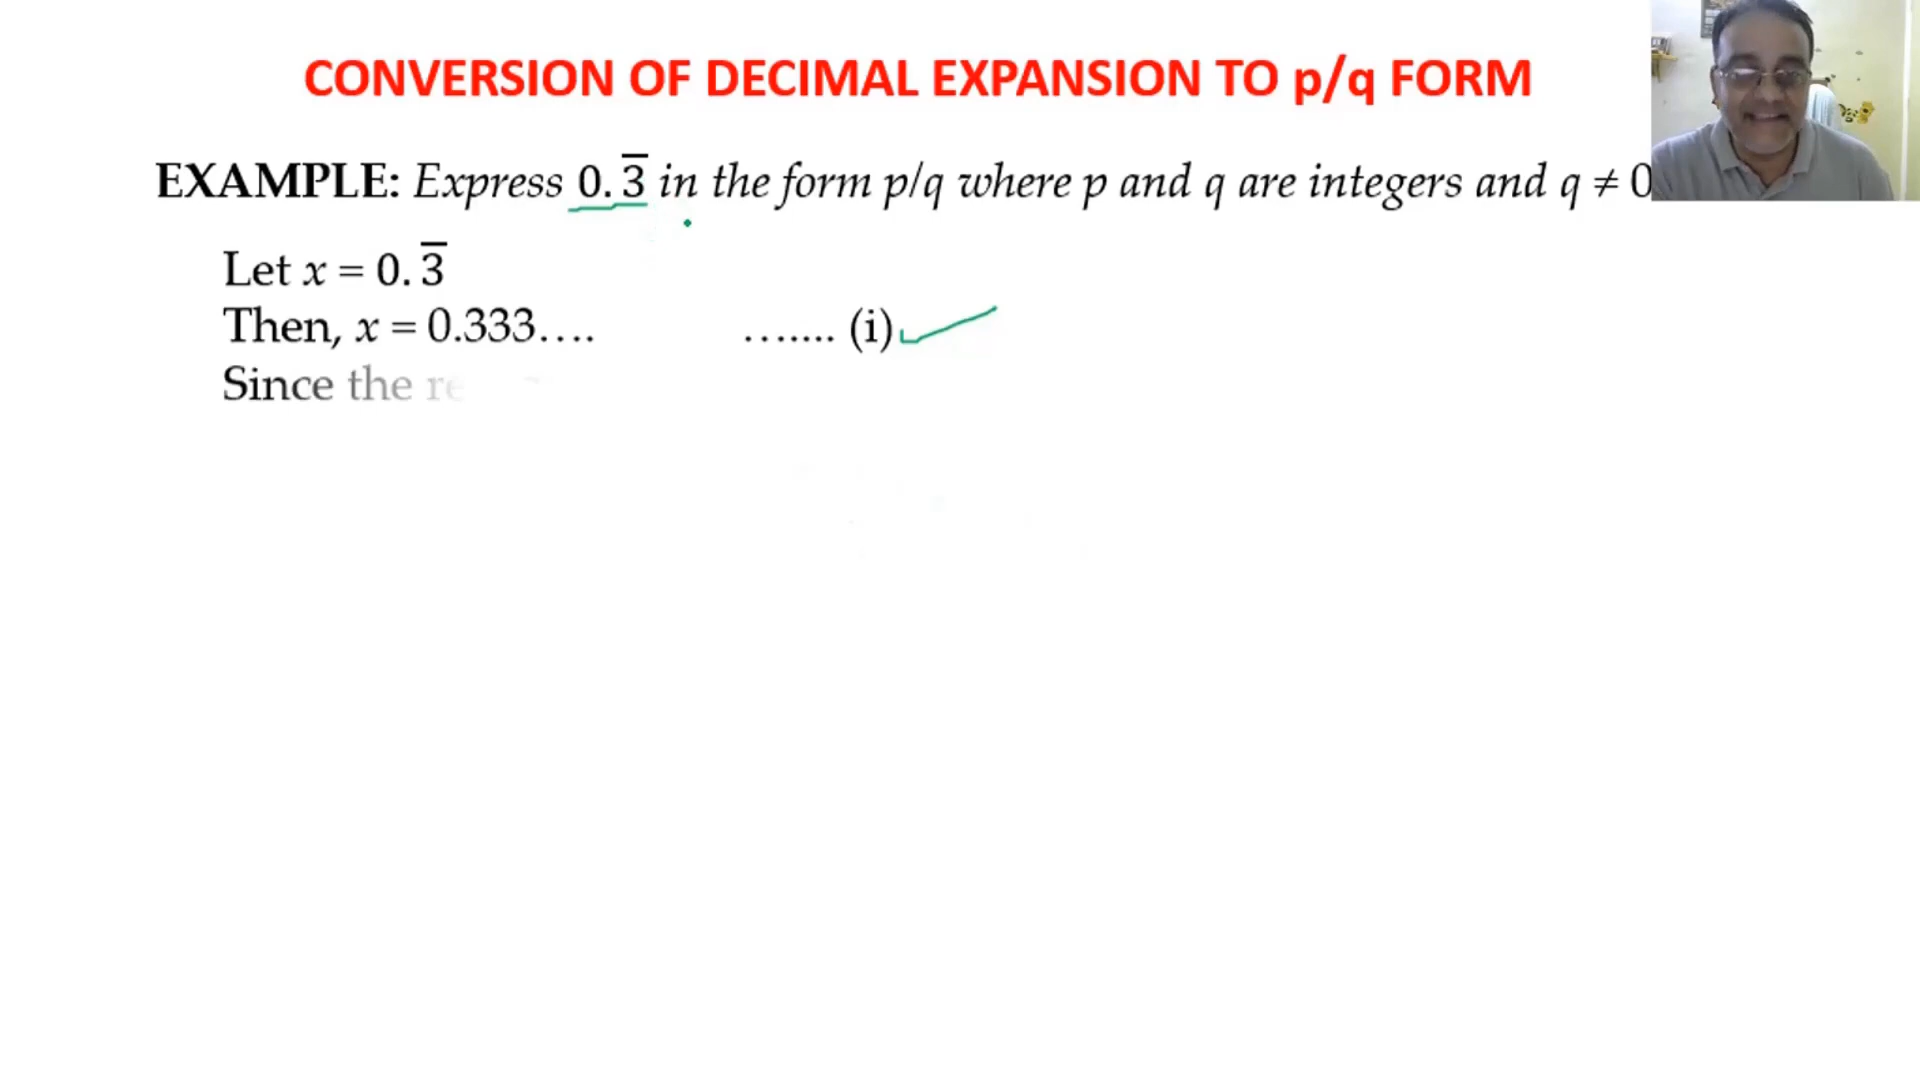 CONVERSION OF DECIMAL EXPANSION TO p/q FORM
EXAMPLE: Express 0.3̅ in the form p/q where p and q are integers and q ≠ 0
Let x = 0.3̅
Then, x = 0.333.... ....... (i)
Since the